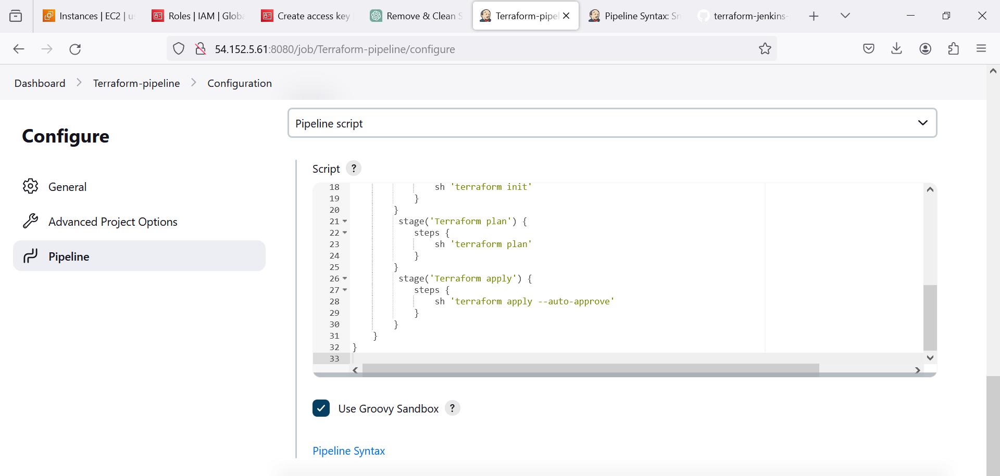 Instances | EC2 | us
Roles | IAM | Globa
Create access key
Remove & Clean S
Terraform-pipel
Pipeline Syntax: Sn
terraform-jenkins-
54.152.5.61:8080/job/Terraform-pipeline/configure
Dashboard
Terraform-pipeline
Configuration
Configure
General
Advanced Project Options
Pipeline
Pipeline script
Script ?
18 sh 'terraform init'
19 }
20 }
21 stage('Terraform plan') {
22 steps {
23 sh 'terraform plan'
24 }
25 }
26 stage('Terraform apply') {
27 steps {
28 sh 'terraform apply --auto-approve'
29 }
30 }
31 }
32 }
33
Use Groovy Sandbox ?
Pipeline Syntax